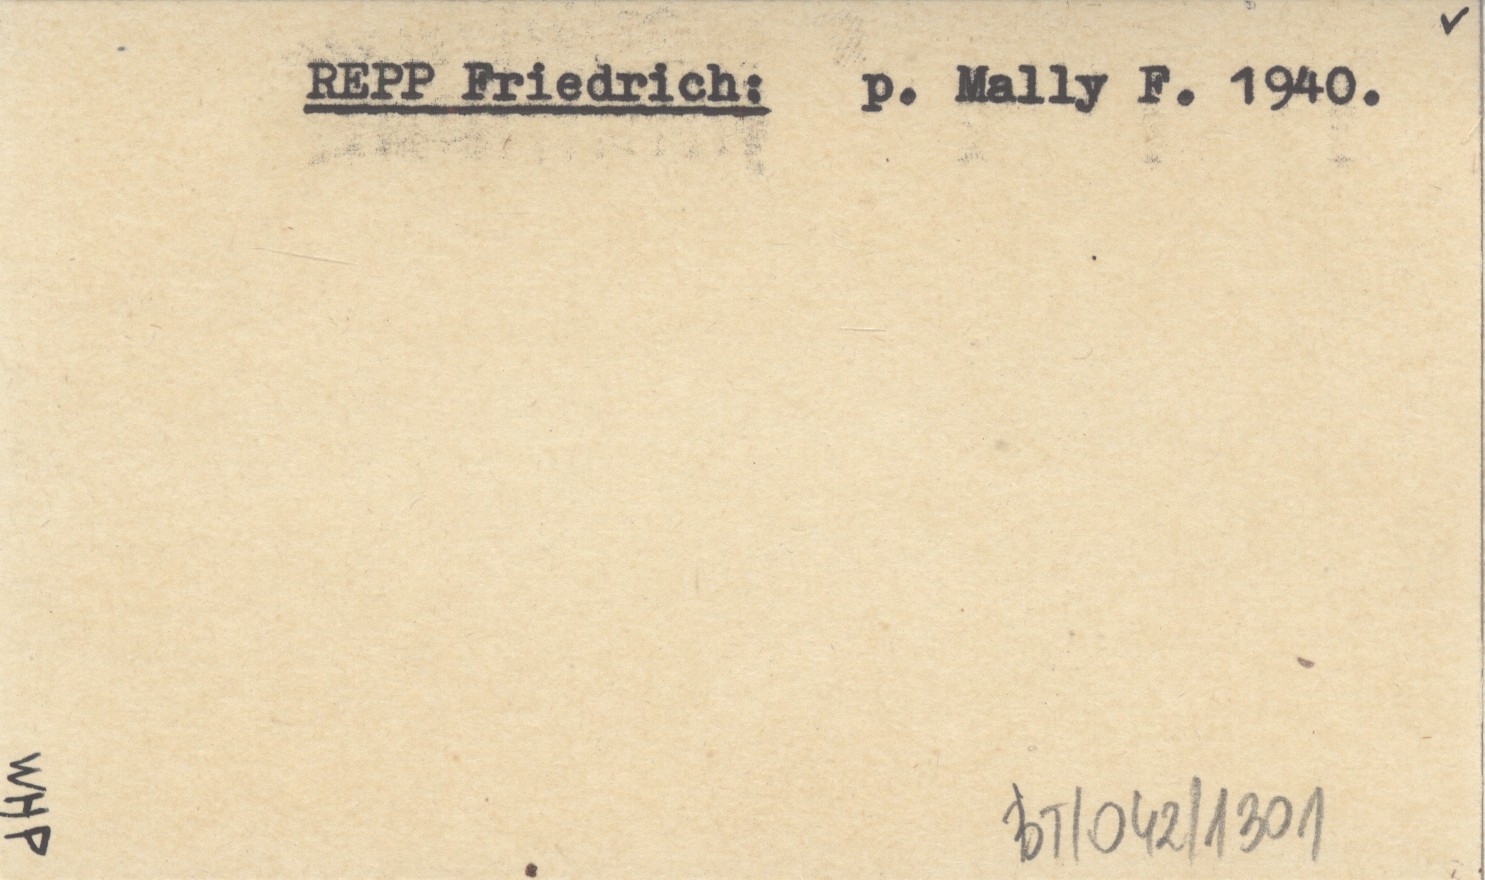 ✓
REPP Friedrich: p. Mally F. 1940.
WHP
bT/042/1301